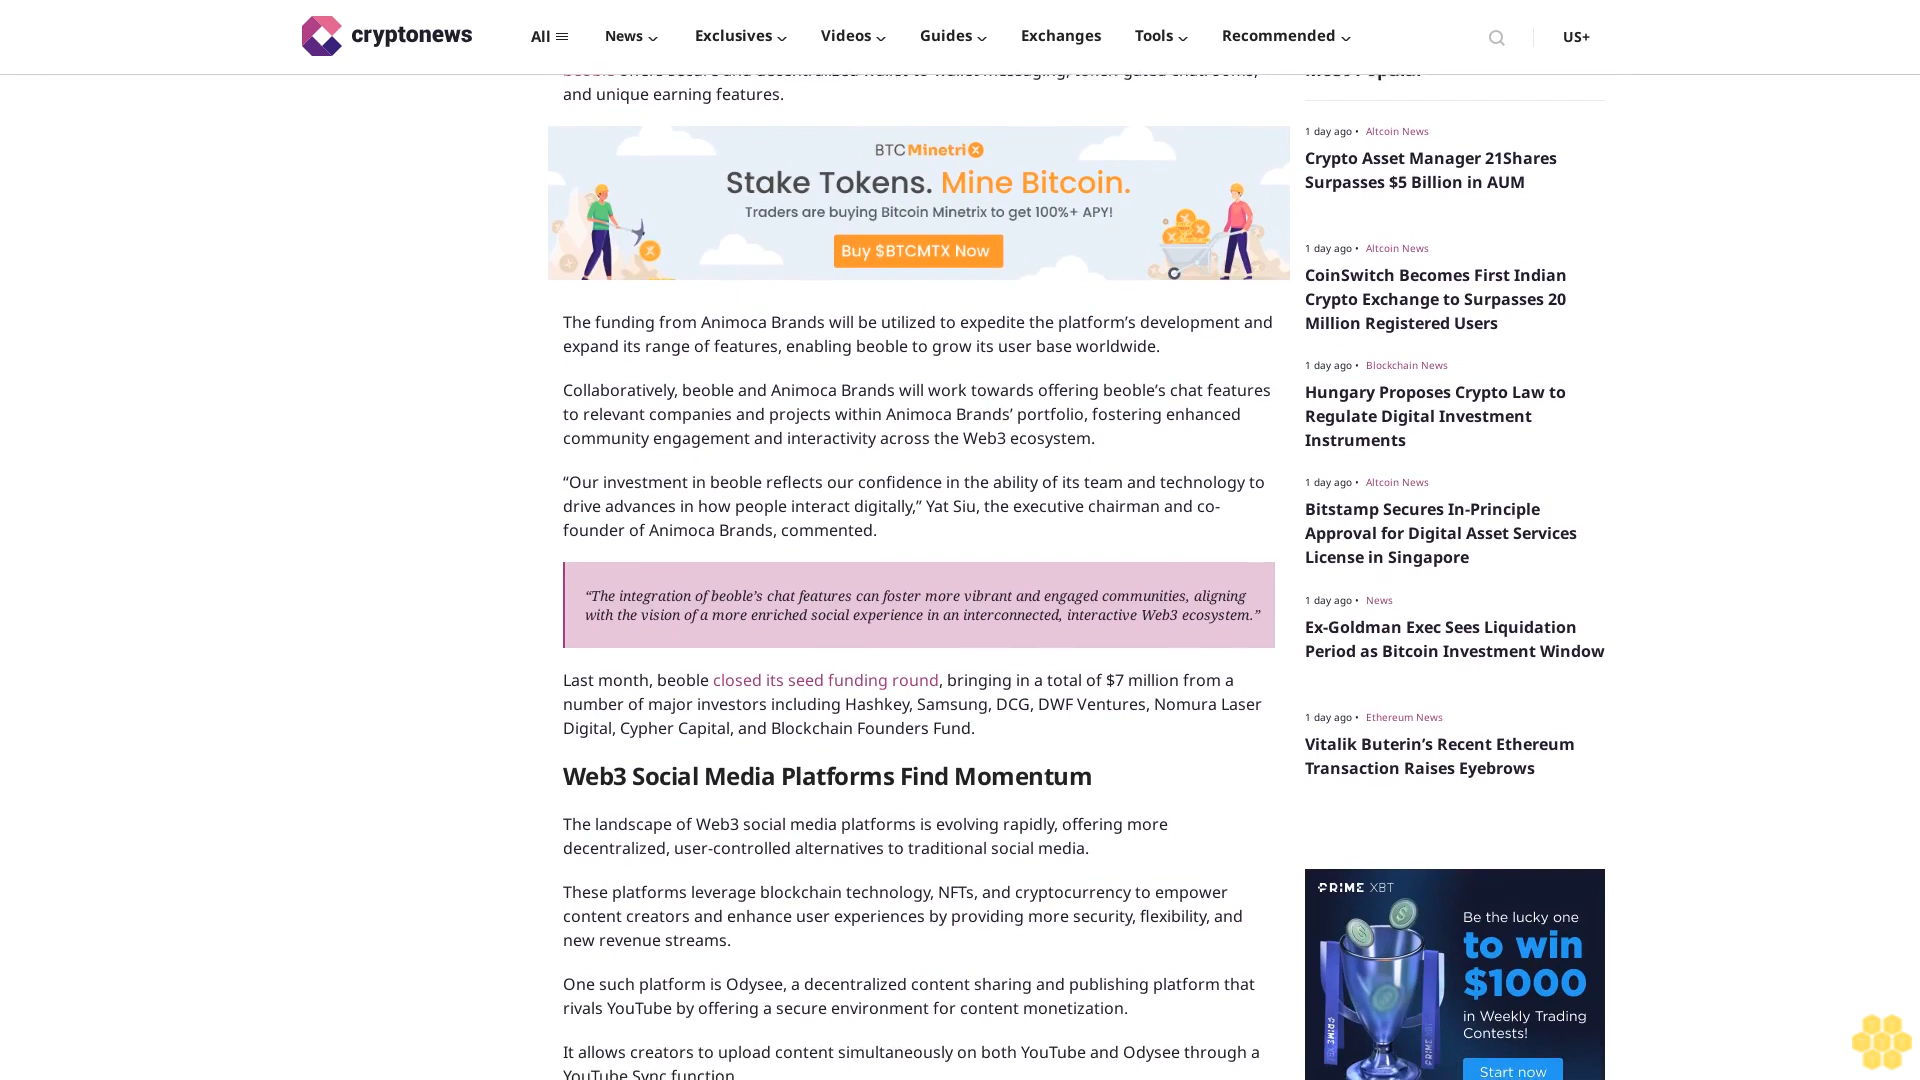 cryptonews
All
News
Exclusives
Videos
Guides
Exchanges
Tools
Recommended
US+
and unique earning features.
BTC Minetrix
Stake Tokens. Mine Bitcoin.
Traders are buying Bitcoin Minetrix to get 100%+ APY!
Buy $BTCMTX Now
The funding from Animoca Brands will be utilized to expedite the platform’s development and
expand its range of features, enabling beoble to grow its user base worldwide.
Collaboratively, beoble and Animoca Brands will work towards offering beoble’s chat features
to relevant companies and projects within Animoca Brands’ portfolio, fostering enhanced
community engagement and interactivity across the Web3 ecosystem.
“Our investment in beoble reflects our confidence in the ability of its team and technology to
drive advances in how people interact digitally,” Yat Siu, the executive chairman and co-
founder of Animoca Brands, commented.
“The integration of beoble’s chat features can foster more vibrant and engaged communities, aligning
with the vision of a more enriched social experience in an interconnected, interactive Web3 ecosystem.”
Last month, beoble closed its seed funding round, bringing in a total of $7 million from a
number of major investors including Hashkey, Samsung, DCG, DWF Ventures, Nomura Laser
Digital, Cypher Capital, and Blockchain Founders Fund.
Web3 Social Media Platforms Find Momentum
The landscape of Web3 social media platforms is evolving rapidly, offering more
decentralized, user-controlled alternatives to traditional social media.
These platforms leverage blockchain technology, NFTs, and cryptocurrency to empower
content creators and enhance user experiences by providing more security, flexibility, and
new revenue streams.
One such platform is Odysee, a decentralized content sharing and publishing platform that
rivals YouTube by offering a secure environment for content monetization.
It allows creators to upload content simultaneously on both YouTube and Odysee through a
YouTube Sync function.
1 day ago • Altcoin News
Crypto Asset Manager 21Shares
Surpasses $5 Billion in AUM
1 day ago • Altcoin News
CoinSwitch Becomes First Indian
Crypto Exchange to Surpasses 20
Million Registered Users
1 day ago • Blockchain News
Hungary Proposes Crypto Law to
Regulate Digital Investment
Instruments
1 day ago • Altcoin News
Bitstamp Secures In-Principle
Approval for Digital Asset Services
License in Singapore
1 day ago • News
Ex-Goldman Exec Sees Liquidation
Period as Bitcoin Investment Window
1 day ago • Ethereum News
Vitalik Buterin’s Recent Ethereum
Transaction Raises Eyebrows
PRIME XBT
Be the lucky one
to win
$1000
in Weekly Trading
Contests!
Start now
PRIME
PRIME XBT